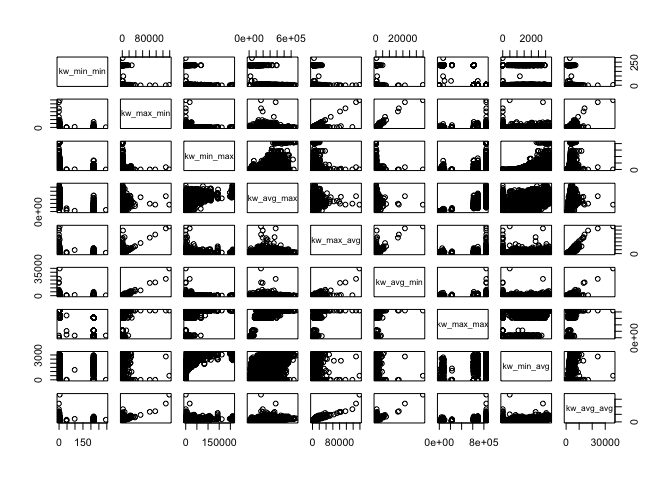 80000 0e+00 6e+05 20000 0 2000
kw_min_min 0 250
0 kw_max_min
kw_min_max 0
0e+00 kw_avg_max
kw_max_avg 0
0 35000 kw_avg_min
kw_max_max 0e+00
0 3000 kw_min_avg
kw_avg_avg 0
0 150 0 150000 0 80000 0e+00 8e+05 0 30000